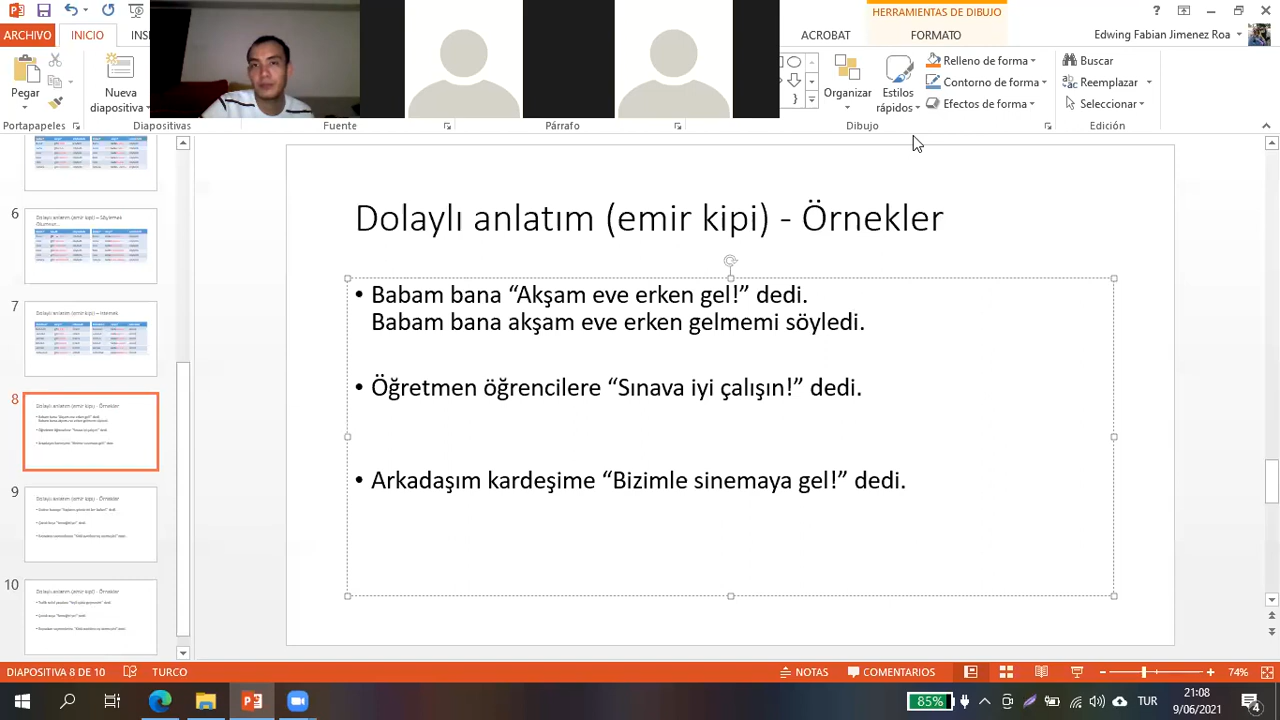 HERRAMIENTAS DE DIBUJO
ARCHIVO INICIO INS ACROBAT FORMATO Edwing Fabian Jimenez Roa
Pegar Nueva diapositiva Organizar Estilos rápidos
Relleno de forma Buscar
Contorno de forma Reemplazar
Efectos de forma Seleccionar
Portapapeles Diapositivas Fuente Párrafo Dibujo Edición
6
7
8
9
10
Dolaylı anlatım (emir kipi) - Örnekler
• Babam bana “Akşam eve erken gel!” dedi.
Babam bana akşam eve erken gelmemi söyledi.
• Öğretmen öğrencilere “Sınava iyi çalışın!” dedi.
• Arkadaşım kardeşime “Bizimle sinemaya gel!” dedi.
DIAPOSITIVA 8 DE 10 TURCO NOTAS COMENTARIOS 74%
85% TUR 21:08
9/06/2021 4